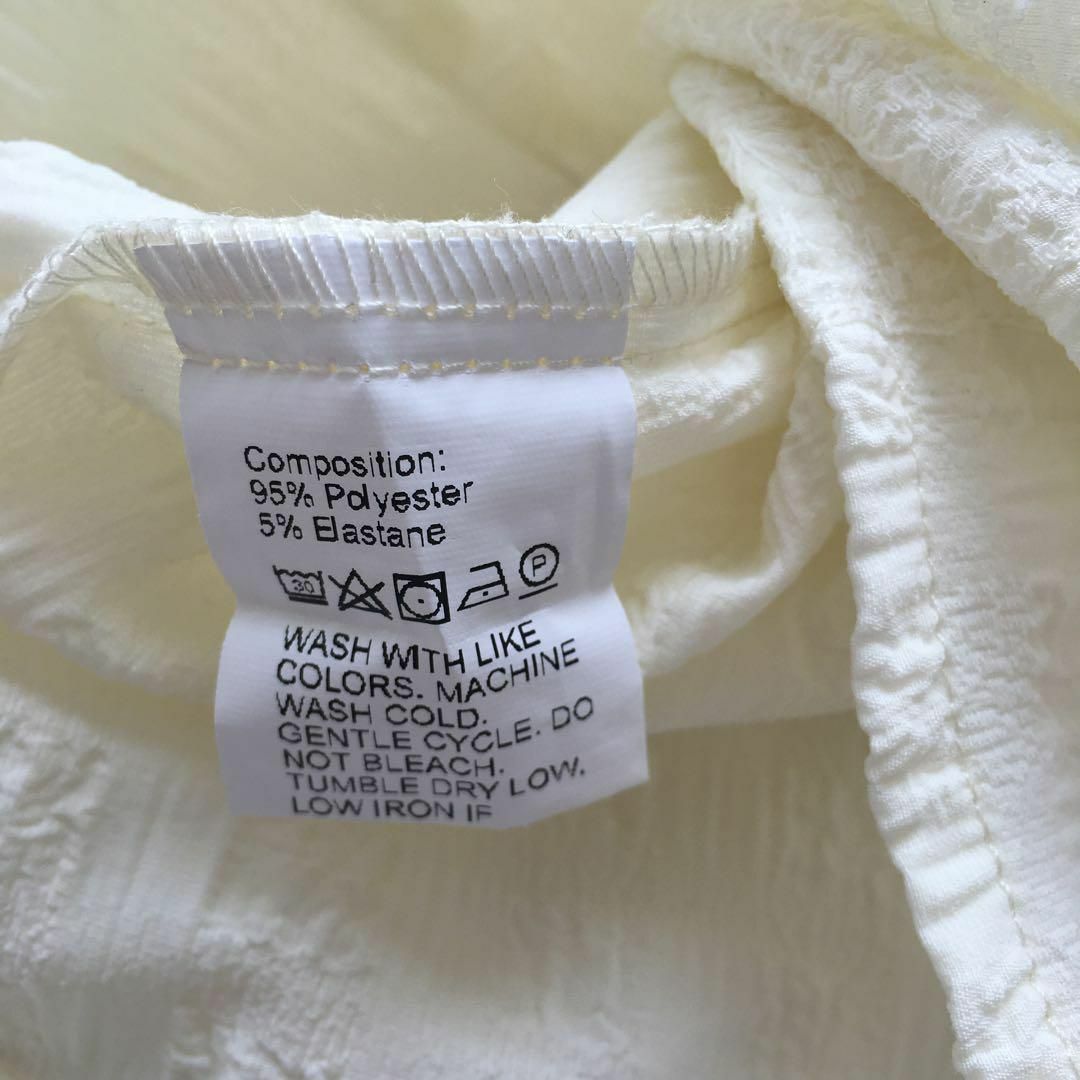 Composition:
95% Polyester
5% Elastane
30 P
WASH WITH LIKE
COLORS. MACHINE
WASH COLD.
GENTLE CYCLE. DO
NOT BLEACH.
TUMBLE DRY LOW.
LOW IRON IF